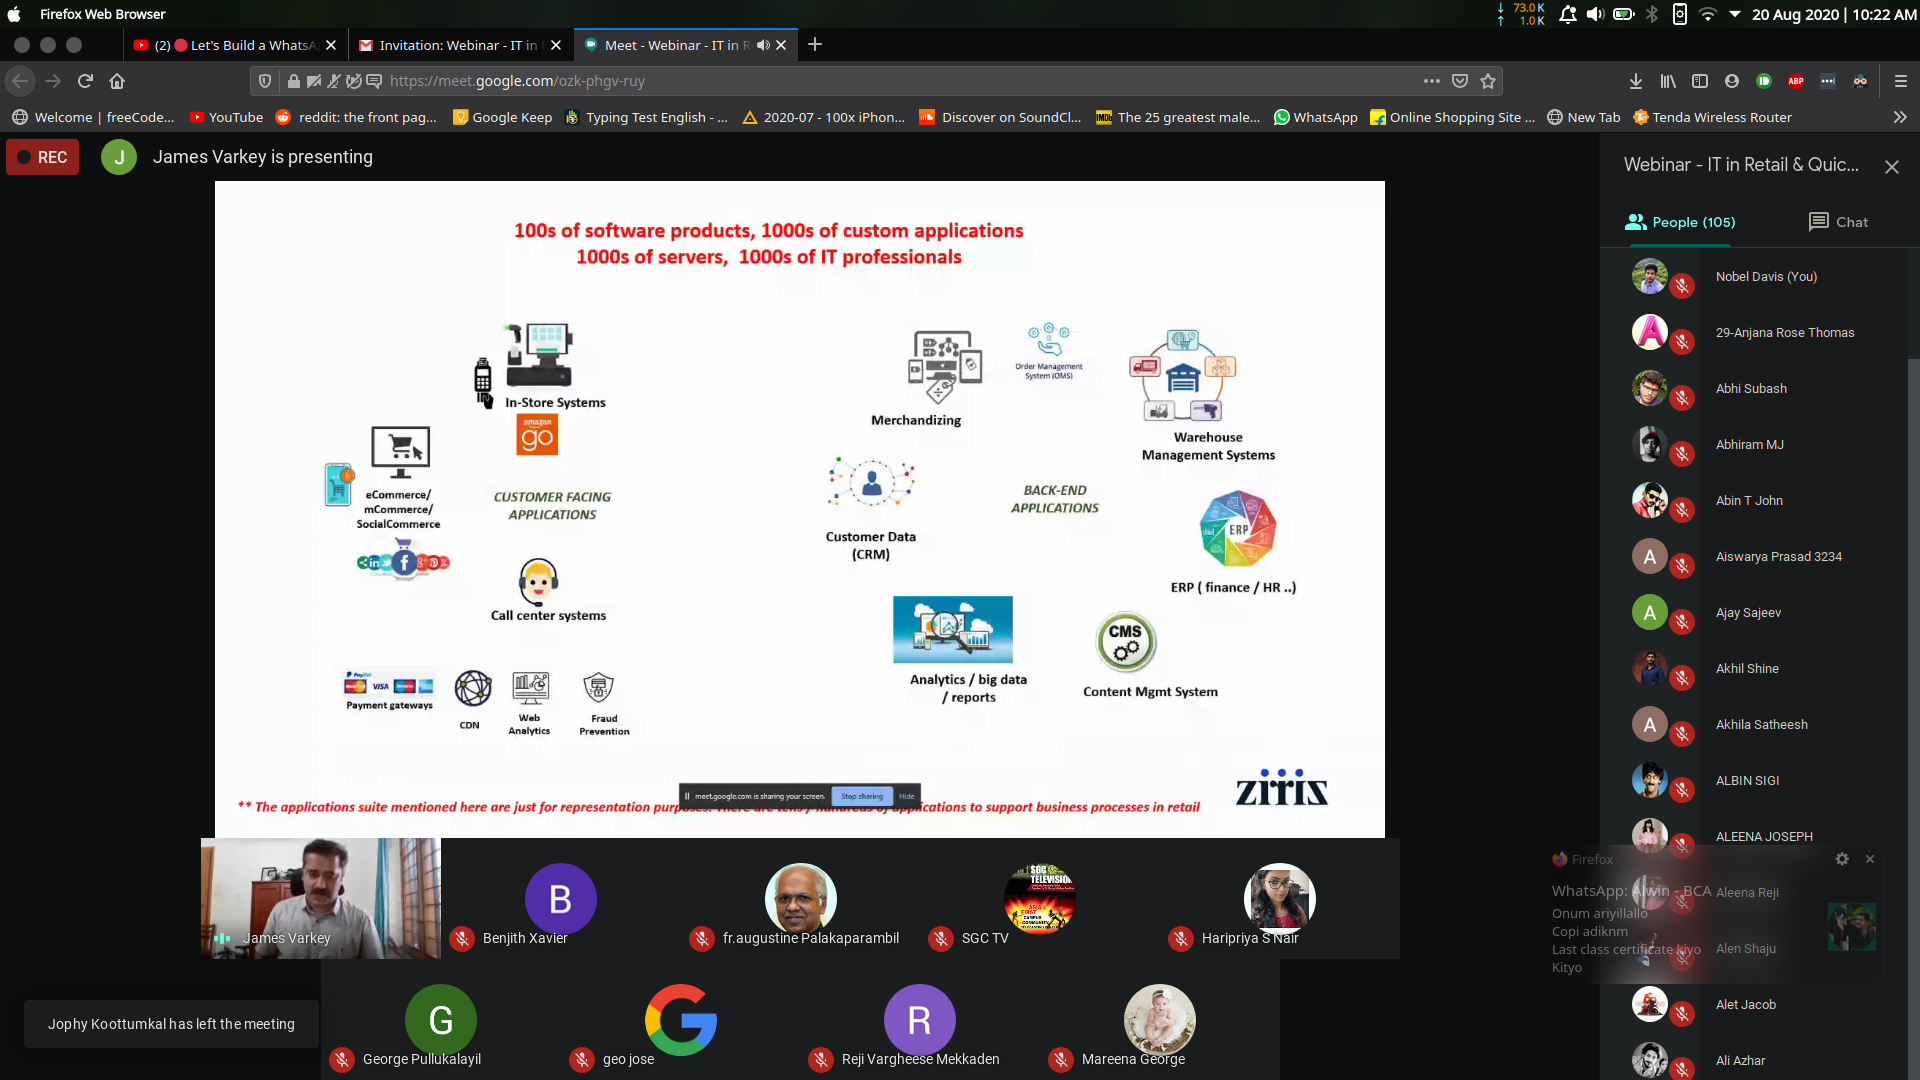 Firefox Web Browser
73.0 K
1.0 K
20 Aug 2020 | 10:22 AM
(2) Let's Build a WhatsA
Invitation: Webinar - IT in
Meet - Webinar - IT in R
https://meet.google.com/ozk-phgv-ruy
ABP
Welcome | freeCode...
YouTube
reddit: the front pag...
Google Keep
Typing Test English - ...
2020-07 - 100x iPhon...
Discover on SoundCl...
IMDb
The 25 greatest male...
WhatsApp
Online Shopping Site ...
New Tab
Tenda Wireless Router
REC
J
James Varkey is presenting
Webinar - IT in Retail & Quic...
People (105)
Chat
100s of software products, 1000s of custom applications
1000s of servers, 1000s of IT professionals
In-Store Systems
amazon
go
eCommerce/
mCommerce/
SocialCommerce
CUSTOMER FACING
APPLICATIONS
Call center systems
PayPal
VISA
Payment gateways
CDN
Web
Analytics
Fraud
Prevention
Merchandizing
Order Management
System (OMS)
Warehouse
Management Systems
Customer Data
(CRM)
BACK-END
APPLICATIONS
ERP
ERP ( finance / HR ..)
Analytics / big data
/ reports
CMS
Content Mgmt System
zirris
meet.google.com is sharing your screen.
Stop sharing
Hide
** The applications suite mentioned here are just for representation purposes. There are tens / hundreds of applications to support business processes in retail
James Varkey
B
Benjith Xavier
fr.augustine Palakaparambil
SGC
TELEVISION
ASIA'S
FIRST
CAMPUS
COMMUNITY
SGC TV
Haripriya S Nair
Jophy Koottumkal has left the meeting
G
George Pullukalayil
geo jose
R
Reji Vargheese Mekkaden
Mareena George
Nobel Davis (You)
A
29-Anjana Rose Thomas
Abhi Subash
Abhiram MJ
Abin T John
A
Aiswarya Prasad 3234
A
Ajay Sajeev
Akhil Shine
A
Akhila Satheesh
ALBIN SIGI
ALEENA JOSEPH
Aleena Reji
Alen Shaju
Alet Jacob
Ali Azhar
Firefox
WhatsApp: Alwin - BCA
Onum ariyillallo
Copi adiknm
Last class certificate kiyo
Kityo